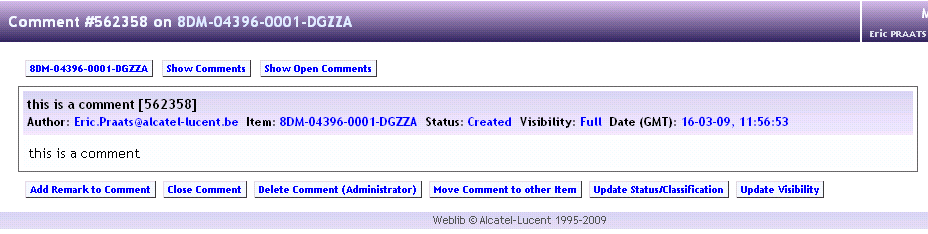 Comment #562358 on 8DM-04396-0001-DGZZA
Eric PRAATS
8DM-04396-0001-DGZZA Show Comments Show Open Comments
this is a comment [562358]
Author: Eric.Praats@alcatel-lucent.be Item: 8DM-04396-0001-DGZZA Status: Created Visibility: Full Date (GMT): 16-03-09, 11:56:53
this is a comment
Add Remark to Comment Close Comment Delete Comment (Administrator) Move Comment to other Item Update Status/Classification Update Visibility
Weblib © Alcatel-Lucent 1995-2009